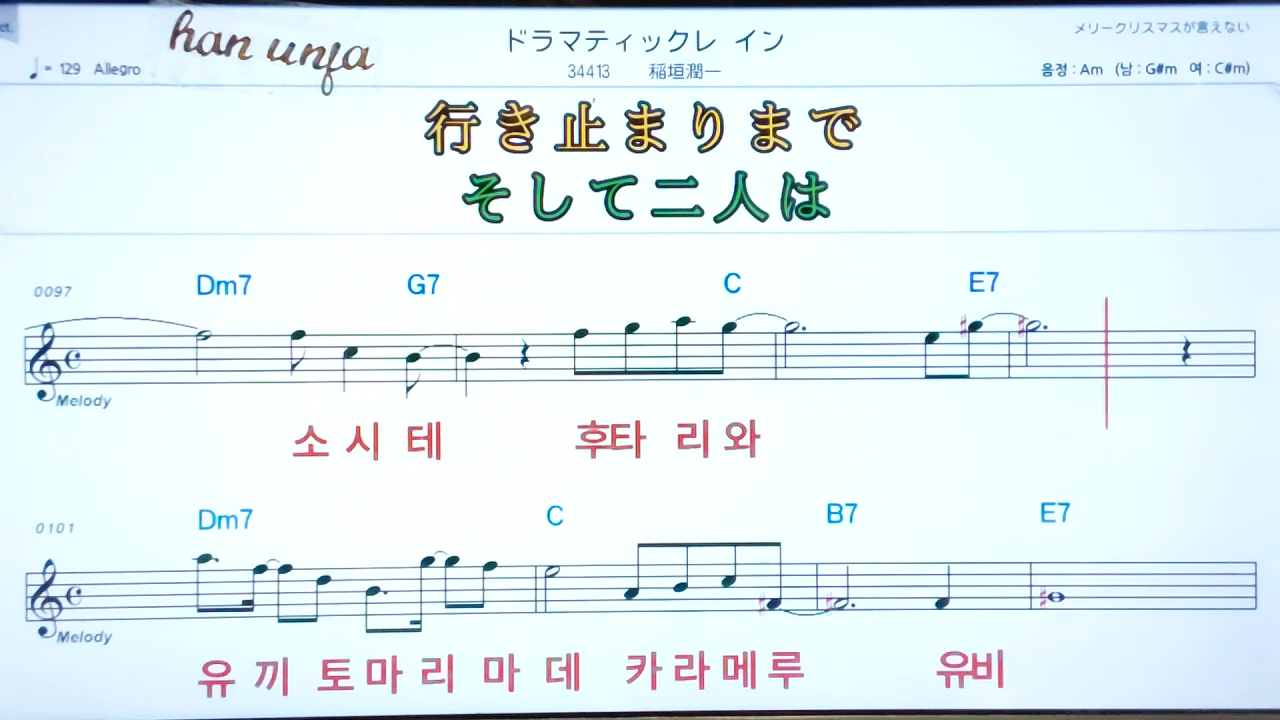 han unja
ドラマティックレ イン
メリークリスマスが言えない
♩= 129 Allegro
34413 稲垣潤一
음정 : Am (남 : G#m 여 : C#m)
行き止まりまで
そして二人は
0097 Dm7 G7 C E7
Melody
소 시 테 후타 리 와
0101 Dm7 C B7 E7
Melody
유 끼 토 마 리 마 데 카 라 메 루 유비